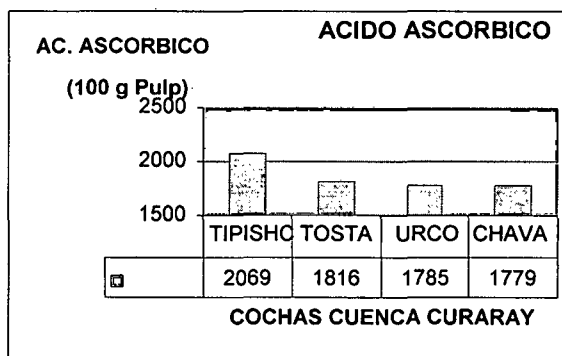 ACIDO ASCORBICO
AC. ASCORBICO
(100 g Pulp)
2500
2000
1500
TIPISHC TOSTA URCO CHAVA
2069 1816 1785 1779
COCHAS CUENCA CURARAY